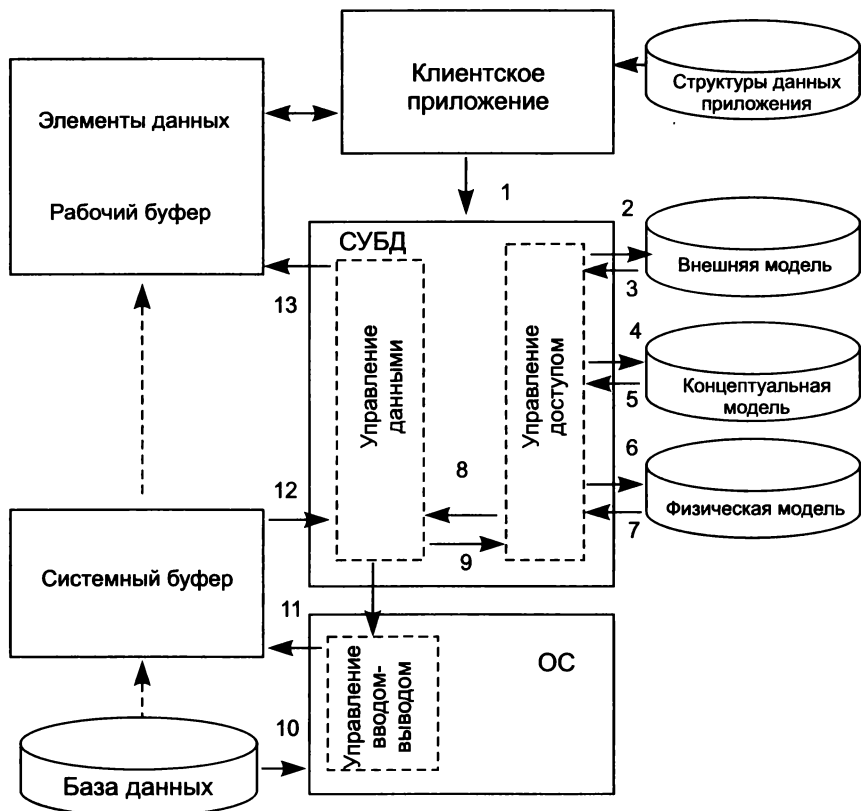 Клиентское
приложение
Структуры данных
приложения
Элементы данных
Рабочий буфер
1
СУБД
2
Внешняя модель
3
13
Управление
данными
Управление
доступом
4
Концептуальная
модель
5
6
Физическая модель
7
8
9
12
Системный буфер
11
ОС
Управление
вводом-
выводом
10
База данных